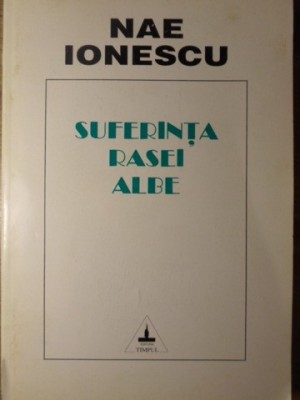 NAE
IONESCU
SUFERINȚA
RASEI
ALBE
TIMPUL